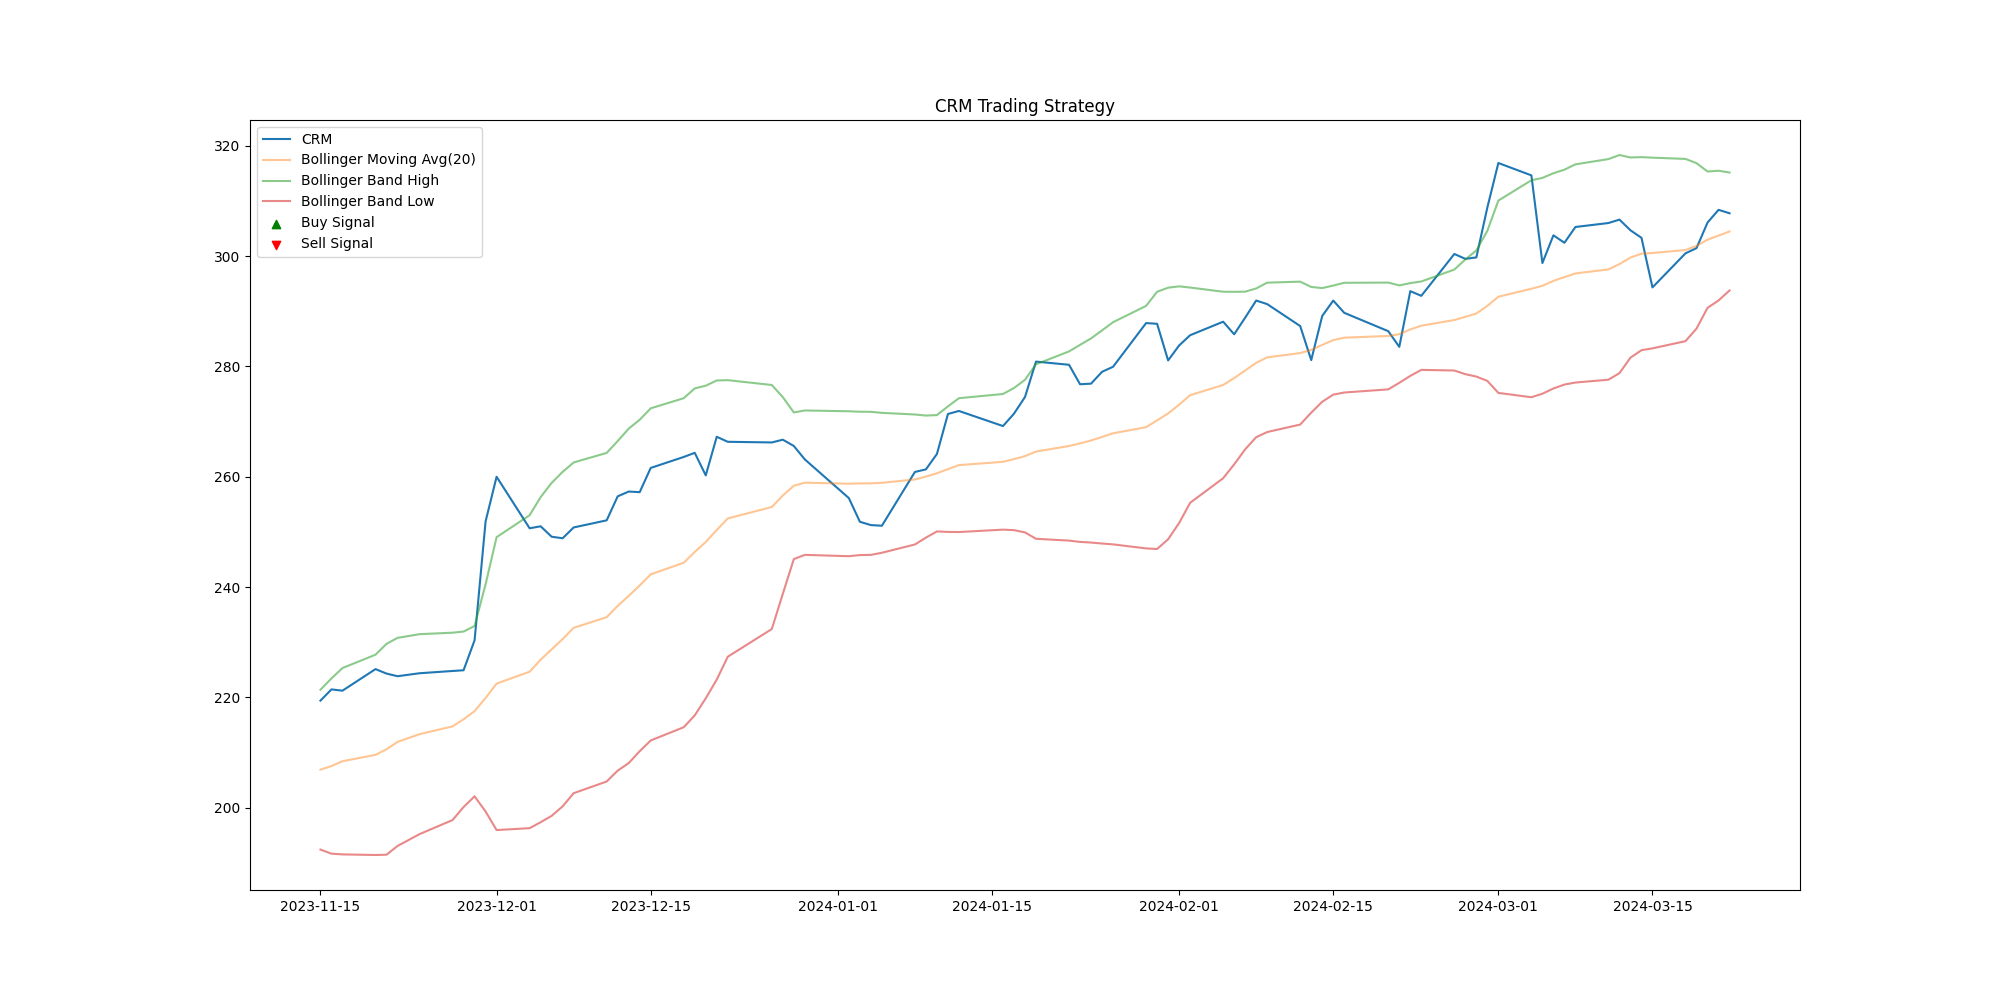 CRM Trading Strategy
CRM
Bollinger Moving Avg(20)
Bollinger Band High
Bollinger Band Low
Buy Signal
Sell Signal
320
300
280
260
240
220
200
2023-11-15 2023-12-01 2023-12-15 2024-01-01 2024-01-15 2024-02-01 2024-02-15 2024-03-01 2024-03-15